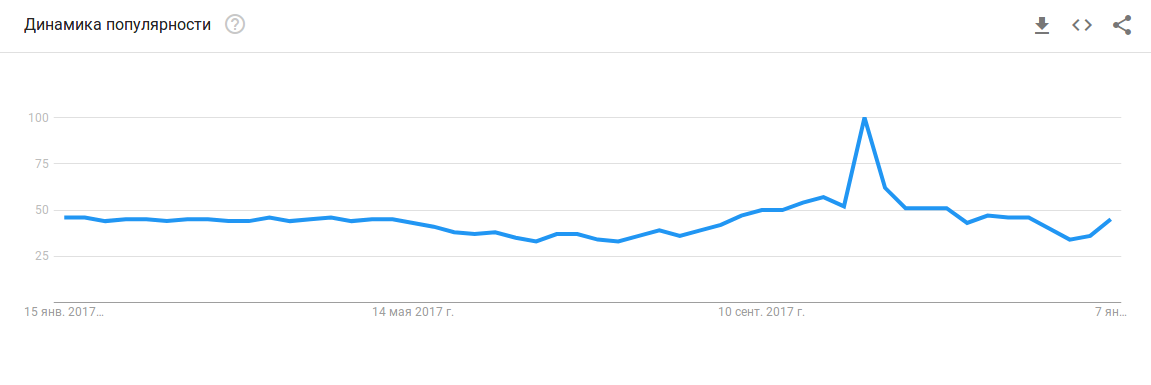 Динамика популярности ?
100
75
50
25
15 янв. 2017…
14 мая 2017 г.
10 сент. 2017 г.
7 ян…